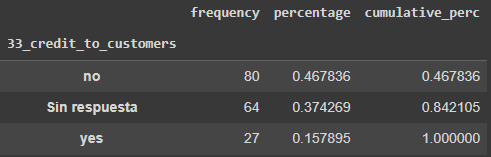 frequency percentage cumulative_perc
33_credit_to_customers
no 80 0.467836 0.467836
Sin respuesta 64 0.374269 0.842105
yes 27 0.157895 1.000000